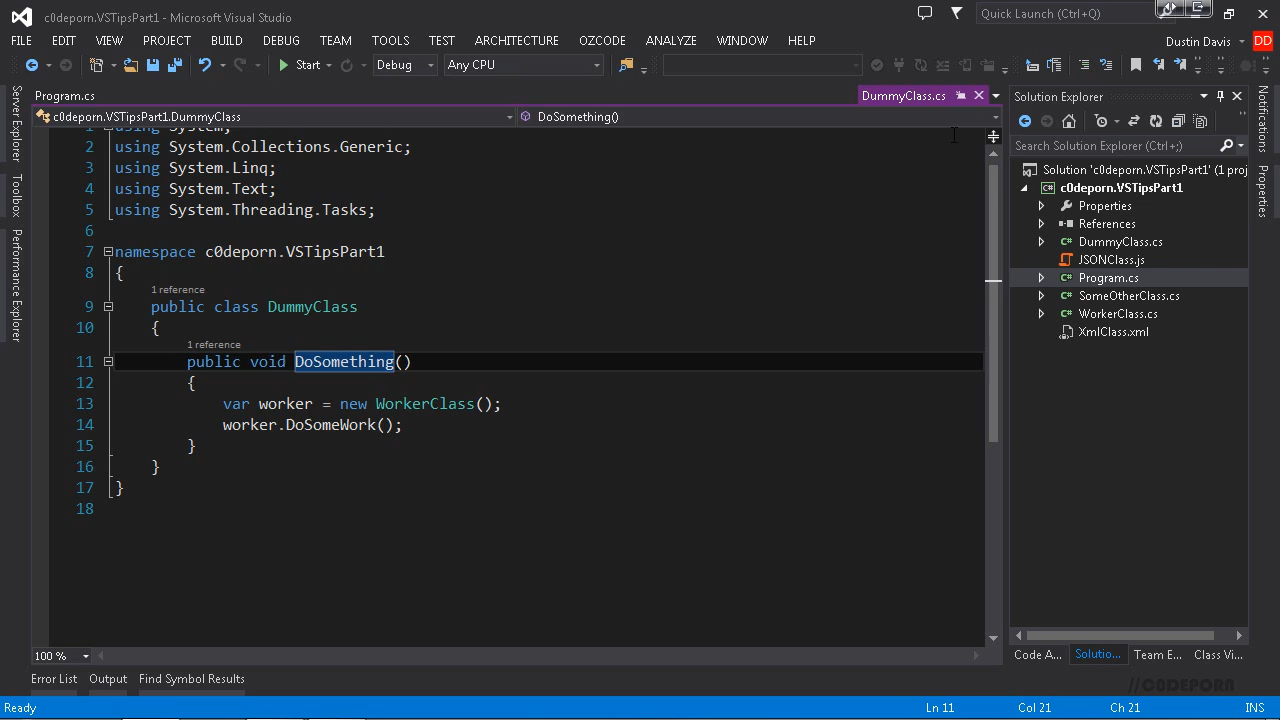 c0deporn.VSTipsPart1 - Microsoft Visual Studio
Quick Launch (Ctrl+Q)
FILE EDIT VIEW PROJECT BUILD DEBUG TEAM TOOLS TEST ARCHITECTURE OZCODE ANALYZE WINDOW HELP
Dustin Davis DD
Start Debug Any CPU
Server Explorer
Toolbox
Performance Explorer
Program.cs
DummyClass.cs
c0deporn.VSTipsPart1.DummyClass
DoSomething()
1 using System;
2 using System.Collections.Generic;
3 using System.Linq;
4 using System.Text;
5 using System.Threading.Tasks;
6
7 namespace c0deporn.VSTipsPart1
8 {
1 reference
9 public class DummyClass
10 {
1 reference
11 public void DoSomething()
12 {
13 var worker = new WorkerClass();
14 worker.DoSomeWork();
15 }
16 }
17 }
18
100 %
Solution Explorer
Search Solution Explorer (Ctrl+;)
Solution 'c0deporn.VSTipsPart1' (1 proj
C# c0deporn.VSTipsPart1
Properties
References
C# DummyClass.cs
JSONClass.js
C# Program.cs
C# SomeOtherClass.cs
C# WorkerClass.cs
XmlClass.xml
Code A... Solutio... Team E... Class Vi...
Notifications
Properties
Error List Output Find Symbol Results
//C0DEPORN
Ready Ln 11 Col 21 Ch 21 INS